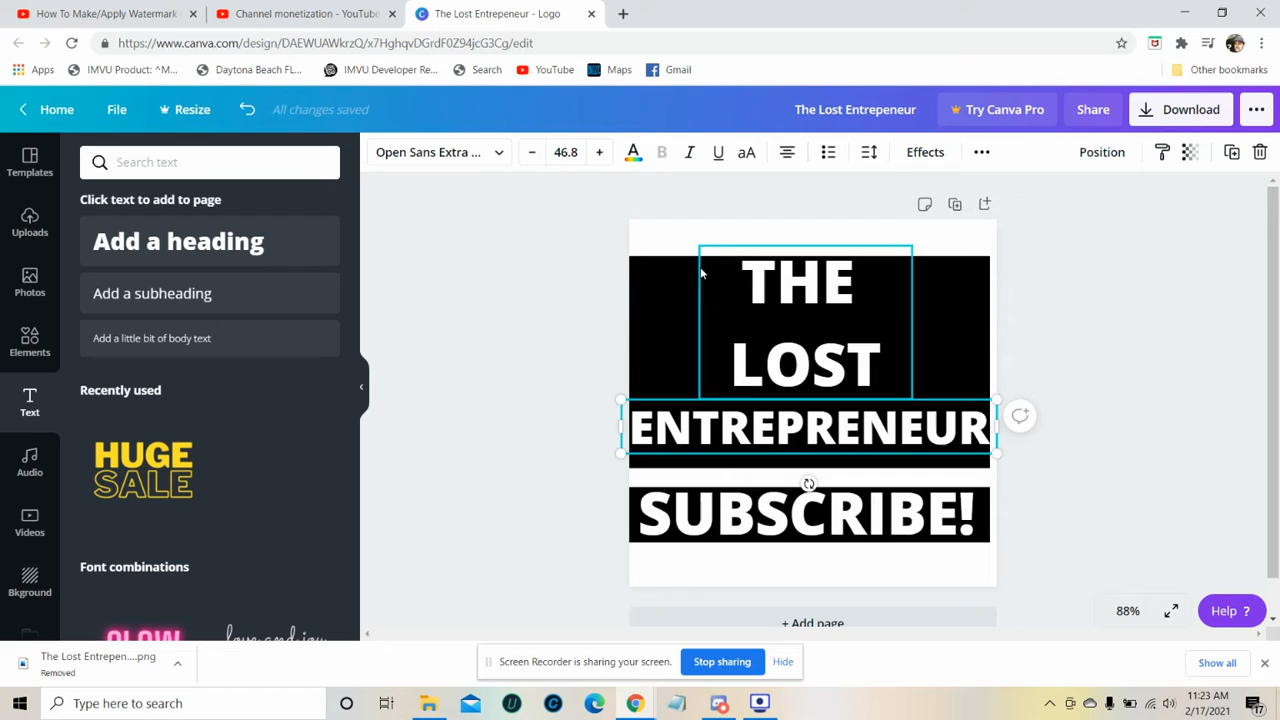 How To Make/Apply Watermark
Channel monetization - YouTube
The Lost Entrepeneur - Logo
https://www.canva.com/design/DAEWUAWkrzQ/x7HghqvDGrdF0Z94jcG3Cg/edit
Apps
IMVU Product: ^M...
Daytona Beach FL...
IMVU Developer Re...
Search
YouTube
Maps
Gmail
Other bookmarks
Home
File
Resize
All changes saved
The Lost Entrepeneur
Try Canva Pro
Share
Download
Templates
Uploads
Photos
Elements
Text
Audio
Videos
Bkground
Search text
Click text to add to page
Add a heading
Add a subheading
Add a little bit of body text
Recently used
HUGE
SALE
Font combinations
GLOW
love and joy
Open Sans Extra ...
46.8
A
B
I
U
aA
Effects
Position
THE
LOST
ENTREPRENEUR
SUBSCRIBE!
+ Add page
88%
Help ?
The Lost Entrepen....png
Removed
Screen Recorder is sharing your screen.
Stop sharing
Hide
Show all
Type here to search
11:23 AM
2/17/2021
17